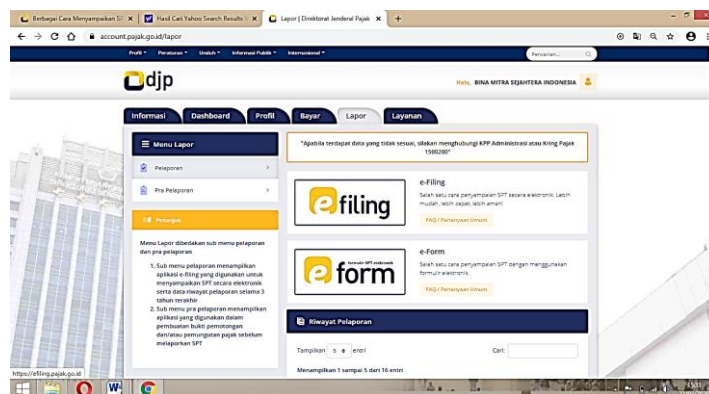 Berbagai Cara Menyampaikan S
Hasil Cari Yahoo Search Results
Lapor | Direktorat Jenderal Pajak
account.pajak.go.id/lapor
Profil
Peraturan
Unduh
Informasi Publik
Internasional
Pencarian...
djp
Halo, BINA MITRA SEJAHTERA INDONESIA
Informasi
Dashboard
Profil
Bayar
Lapor
Layanan
Menu Lapor
Pelaporan
Pra Pelaporan
Petunjuk
Menu Lapor dibedakan sub menu pelaporan
dan pra pelaporan
1. Sub menu pelaporan menampilkan
aplikasi e-filing yang digunakan untuk
menyampaikan SPT secara elektronik
serta data riwayat pelaporan selama 3
tahun terakhir
2. Sub menu pra pelaporan menampilkan
aplikasi yang digunakan dalam
pembuatan bukti pemotongan
dan/atau pemungutan pajak sebelum
melaporkan SPT
"Apabila terdapat data yang tidak sesuai, silakan menghubungi KPP Administrasi atau Kring Pajak
1500200"
e filing
e-Filing
Salah satu cara penyampaian SPT secara elektronik. Lebih
mudah, lebih cepat, lebih aman!
FAQ / Pertanyaan Umum
formulir SPT elektronik
e form
e-Form
Salah satu cara penyampaian SPT dengan menggunakan
formulir elektronik.
FAQ / Pertanyaan Umum
Riwayat Pelaporan
Tampilkan 5 entri
Cari:
Menampilkan 1 sampai 5 dari 16 entri
https://efiling.pajak.go.id
15:11